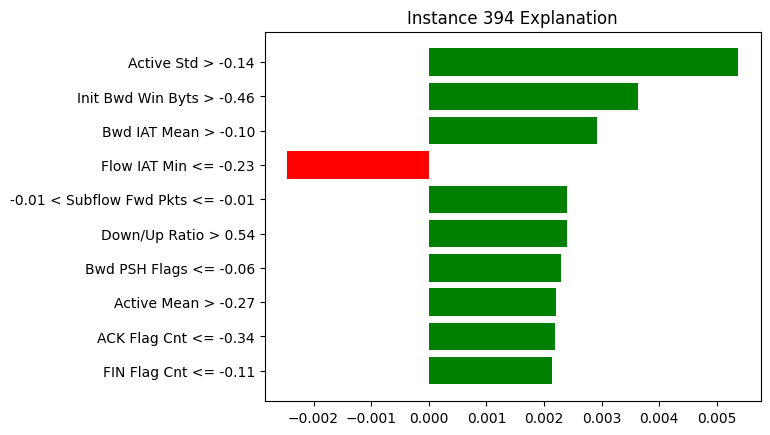 Instance 394 Explanation
Active Std > -0.14
Init Bwd Win Byts > -0.46
Bwd IAT Mean > -0.10
Flow IAT Min <= -0.23
-0.01 < Subflow Fwd Pkts <= -0.01
Down/Up Ratio > 0.54
Bwd PSH Flags <= -0.06
Active Mean > -0.27
ACK Flag Cnt <= -0.34
FIN Flag Cnt <= -0.11
−0.002 −0.001 0.000 0.001 0.002 0.003 0.004 0.005